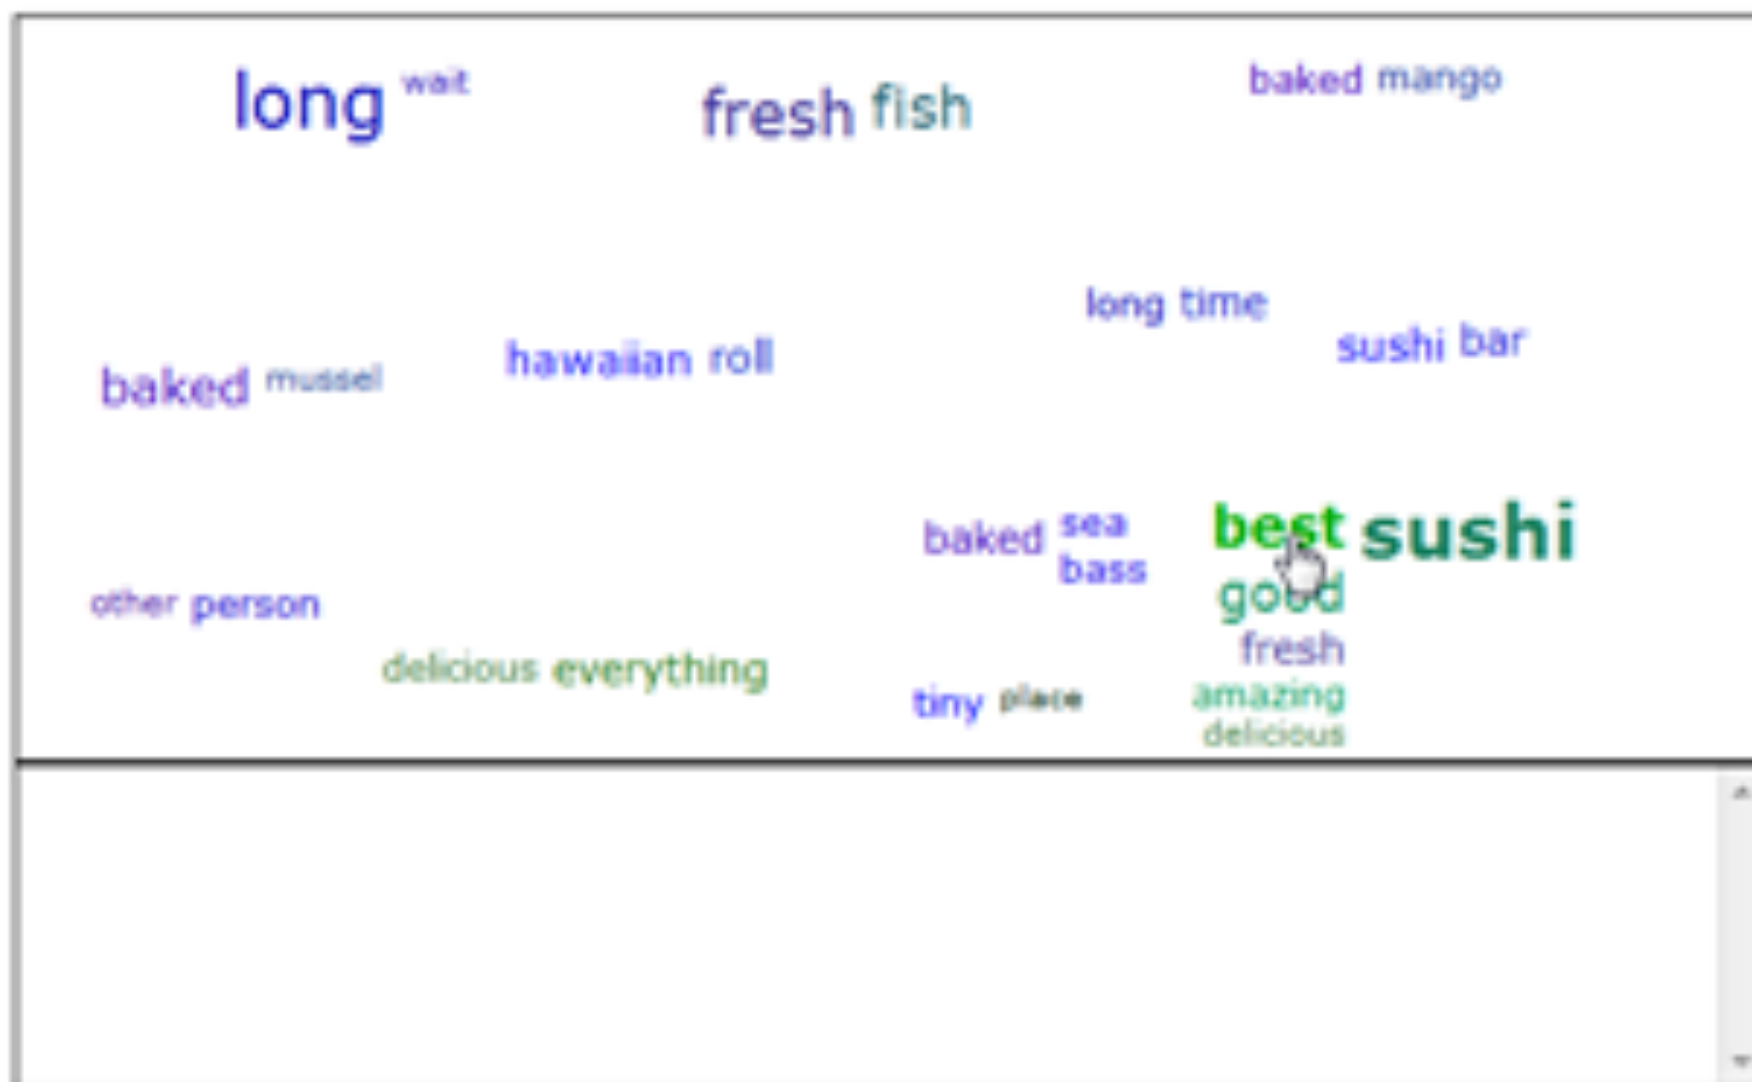 long wait
fresh fish
baked mango
long time
sushi bar
hawaiian roll
baked mussel
best sushi
good
fresh
amazing
delicious
baked sea
bass
other person
delicious everything
tiny place